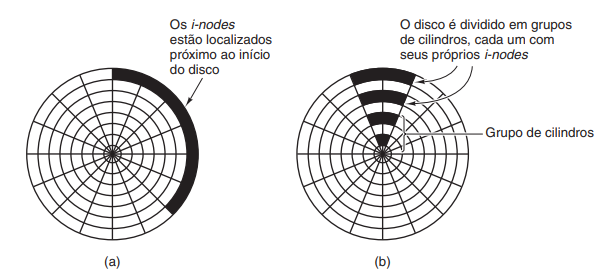 Os i-nodes
estão localizados
próximo ao início
do disco
O disco é dividido em grupos
de cilindros, cada um com
seus próprios i-nodes
Grupo de cilindros
(a)
(b)